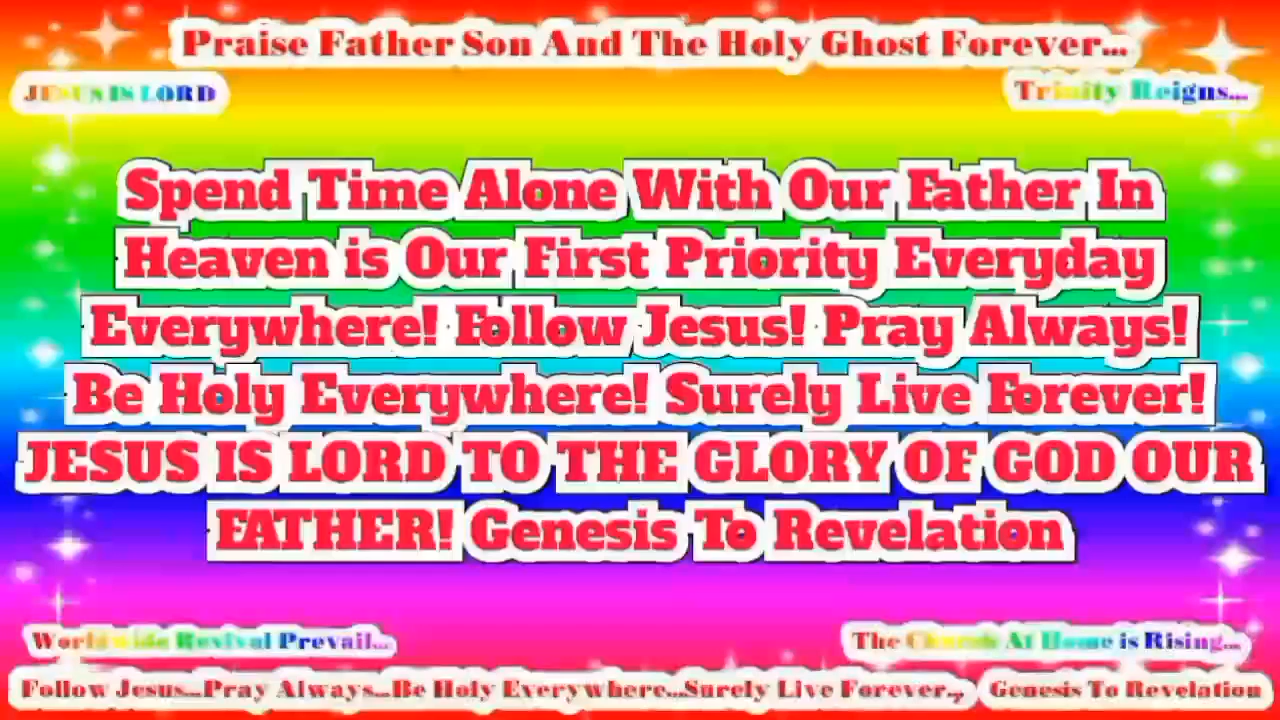 Praise Father Son And The Holy Ghost Forever...
JESUS IS LORD
Trinity Reigns...
Spend Time Alone With Our Father In
Heaven is Our First Priority Everyday
Everywhere! Follow Jesus! Pray Always!
Be Holy Everywhere! Surely Live Forever!
JESUS IS LORD TO THE GLORY OF GOD OUR
FATHER! Genesis To Revelation
Worldwide Revival Prevail...
The Church At Home is Rising...
Follow Jesus...Pray Always...Be Holy Everywhere...Surely Live Forever..,
Genesis To Revelation